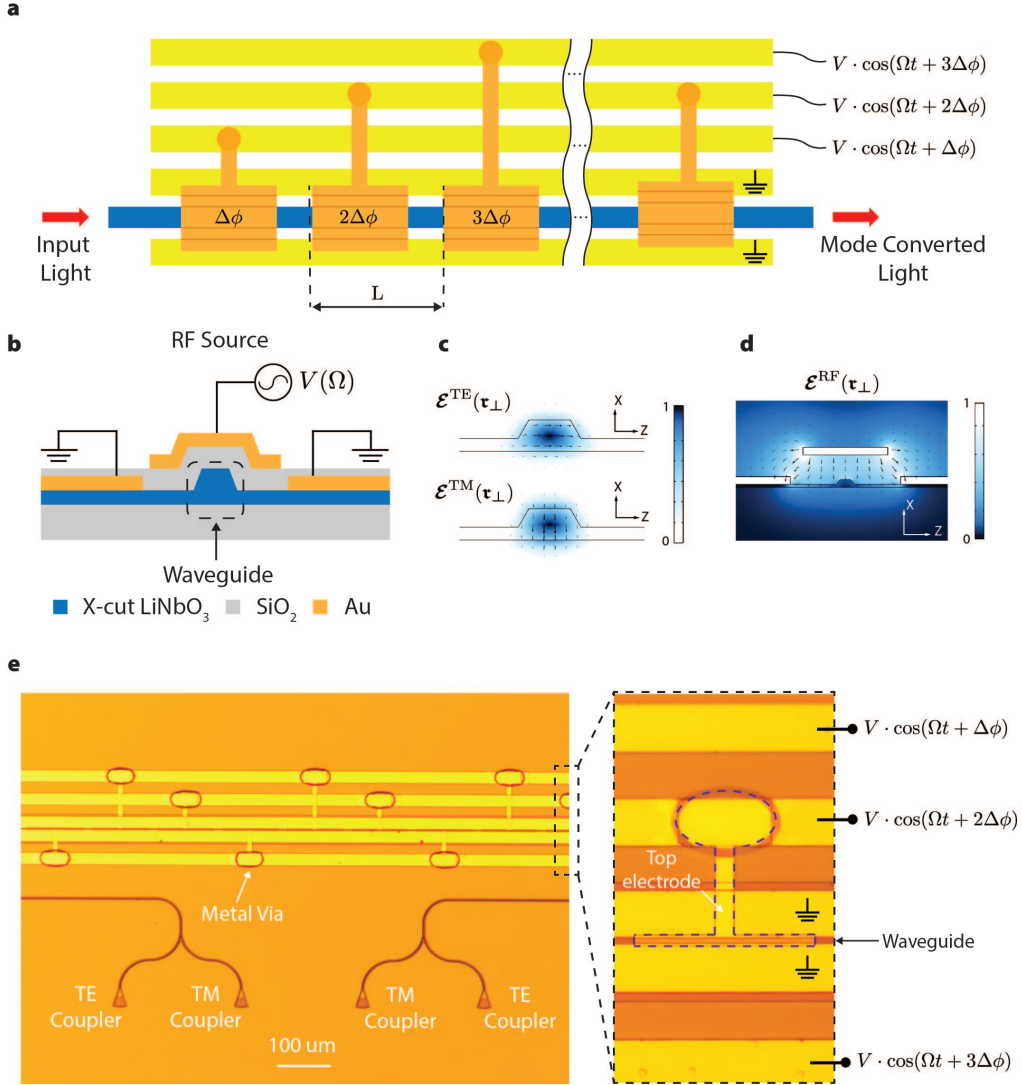 a
V · cos(Ωt + 3Δϕ)
V · cos(Ωt + 2Δϕ)
V · cos(Ωt + Δϕ)
...
...
...
Δϕ
2Δϕ
3Δϕ
Input
Light
Mode Converted
Light
L
b
RF Source
V(Ω)
Waveguide
X-cut LiNbO₃
SiO₂
Au
c
𝓔ᵀᴱ(𝖗⊥)
X
Z
𝓔ᵀᴹ(𝖗⊥)
X
Z
1
0
d
𝓔ᴿꟳ(𝖗⊥)
X
Z
1
0
e
Metal Via
TE
Coupler
TM
Coupler
TM
Coupler
TE
Coupler
100 um
V · cos(Ωt + Δϕ)
V · cos(Ωt + 2Δϕ)
Top
electrode
Waveguide
V · cos(Ωt + 3Δϕ)